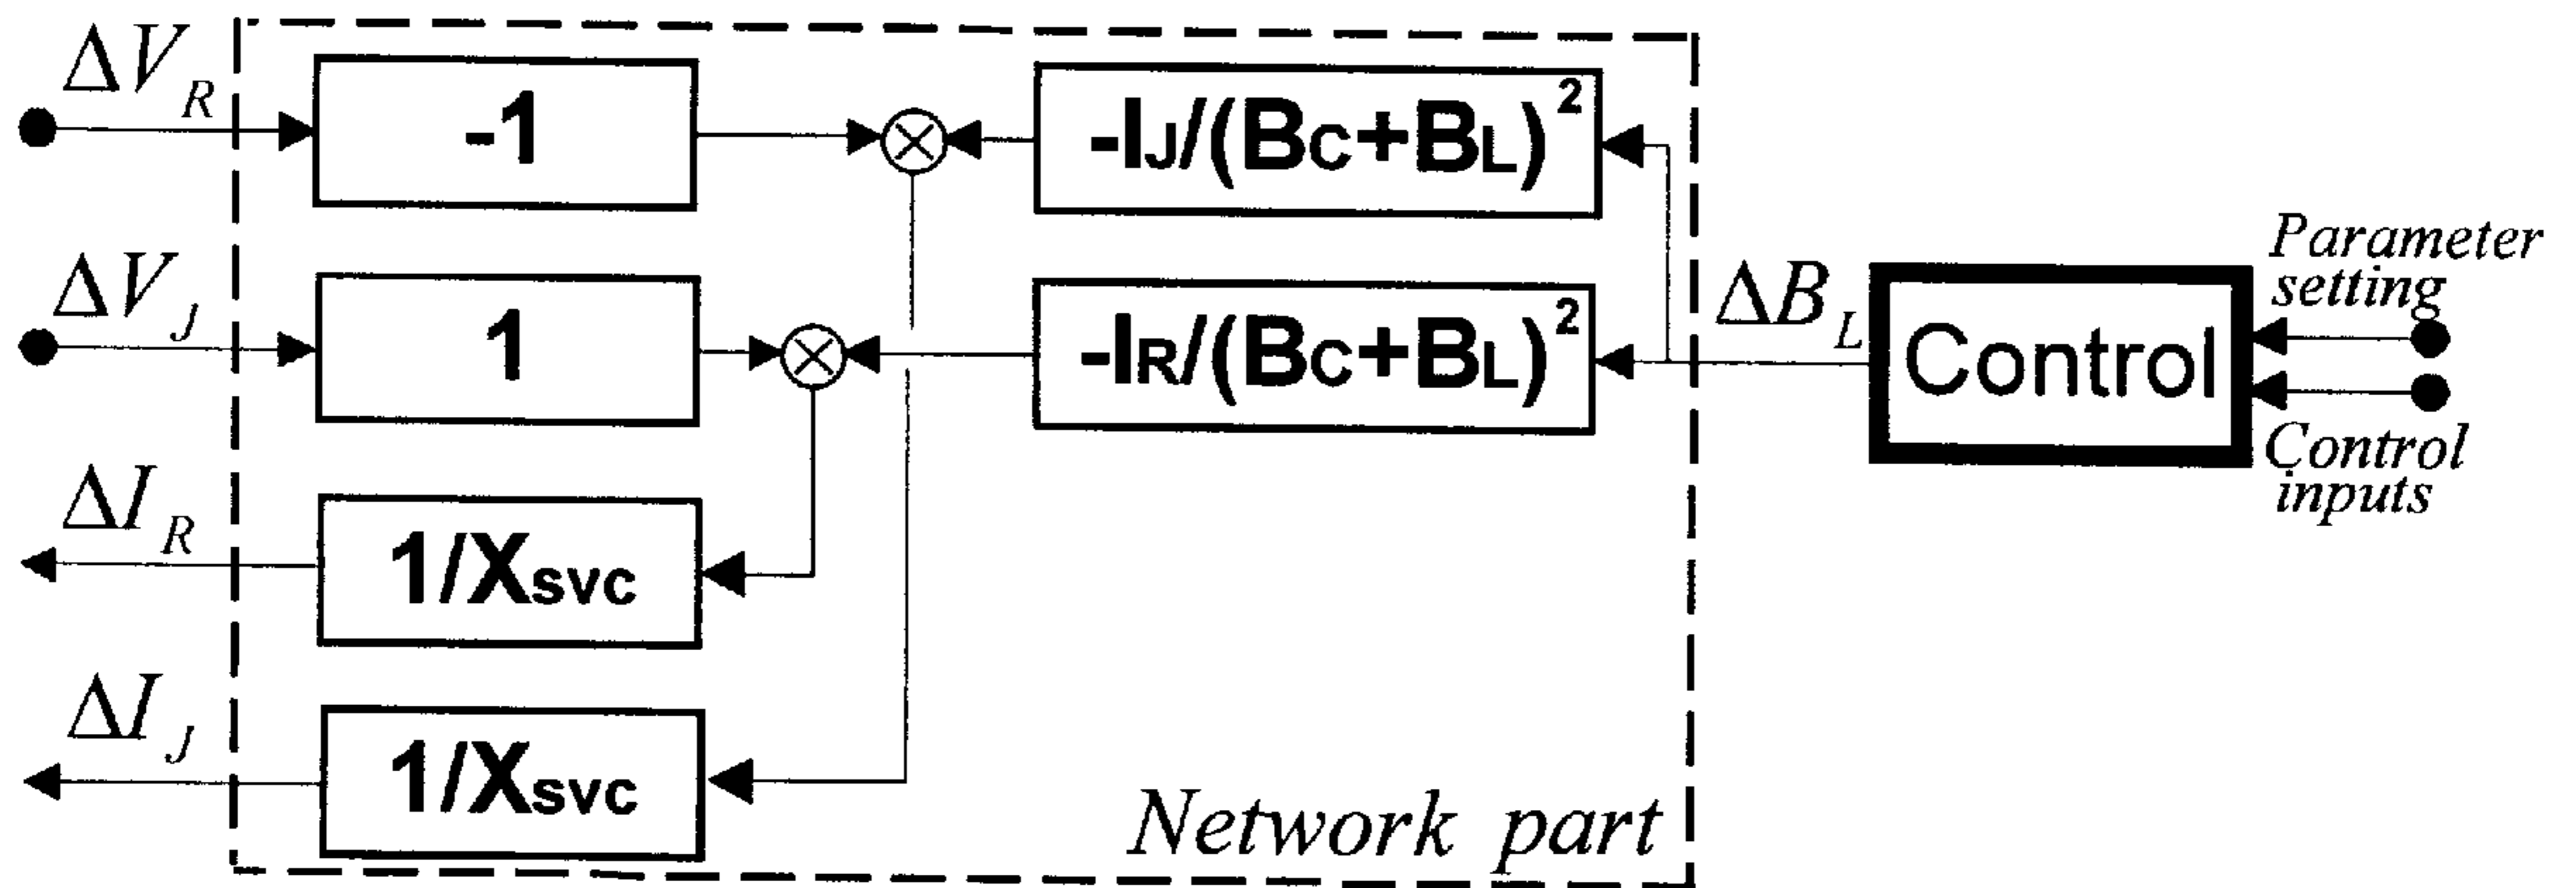 ΔV_R
-1
-I_J/(B_C+B_L)²
ΔV_J
1
-I_R/(B_C+B_L)²
ΔB_L
Control
Parameter
setting
Control
inputs
ΔI_R
1/X_SVC
ΔI_J
1/X_SVC
Network part